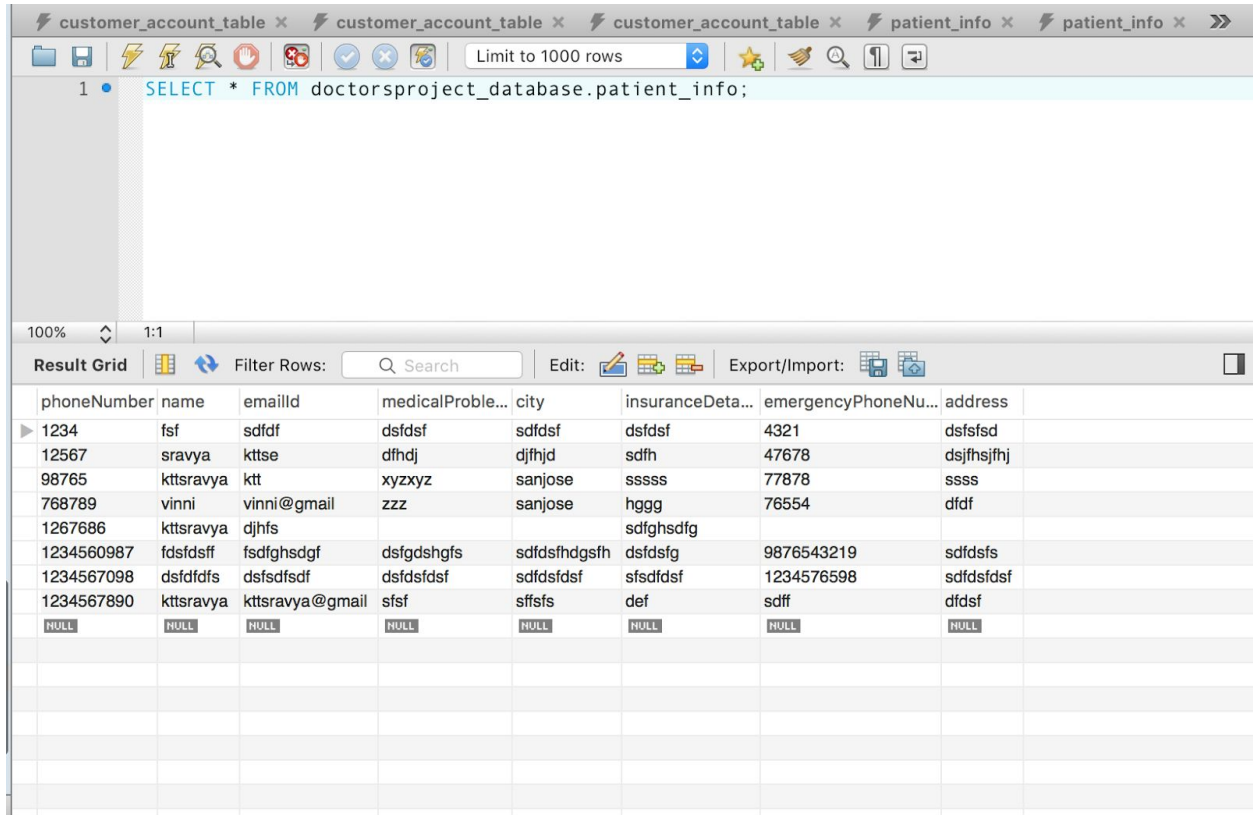 customer_account_table × customer_account_table × customer_account_table × patient_info × patient_info ×
Limit to 1000 rows
1 SELECT * FROM doctorsproject_database.patient_info;
100% 1:1
Result Grid Filter Rows: Search Edit: Export/Import:
phoneNumber name emailId medicalProble... city insuranceDeta... emergencyPhoneNu... address
1234 fsf sdfdf dsfdsf sdfdsf dsfdsf 4321 dsfsfsd
12567 sravya kttse dfhdj djfhjd sdfh 47678 dsjfhsjfhj
98765 kttsravya ktt xyzxyz sanjose sssss 77878 ssss
768789 vinni vinni@gmail zzz sanjose hggg 76554 dfdf
1267686 kttsravya djhfs sdfghsdfg
1234560987 fdsfdsff fsdfghsdgf dsfgdshgfs sdfdsfhdgsfh dsfdsfg 9876543219 sdfdsfs
1234567098 dsfdfdfs dsfsdfsdf dsfdsfdsf sdfdsfdsf sfsdfdsf 1234576598 sdfdsfdsf
1234567890 kttsravya kttsravya@gmail sfsf sffsfs def sdff dfdsf
NULL NULL NULL NULL NULL NULL NULL NULL